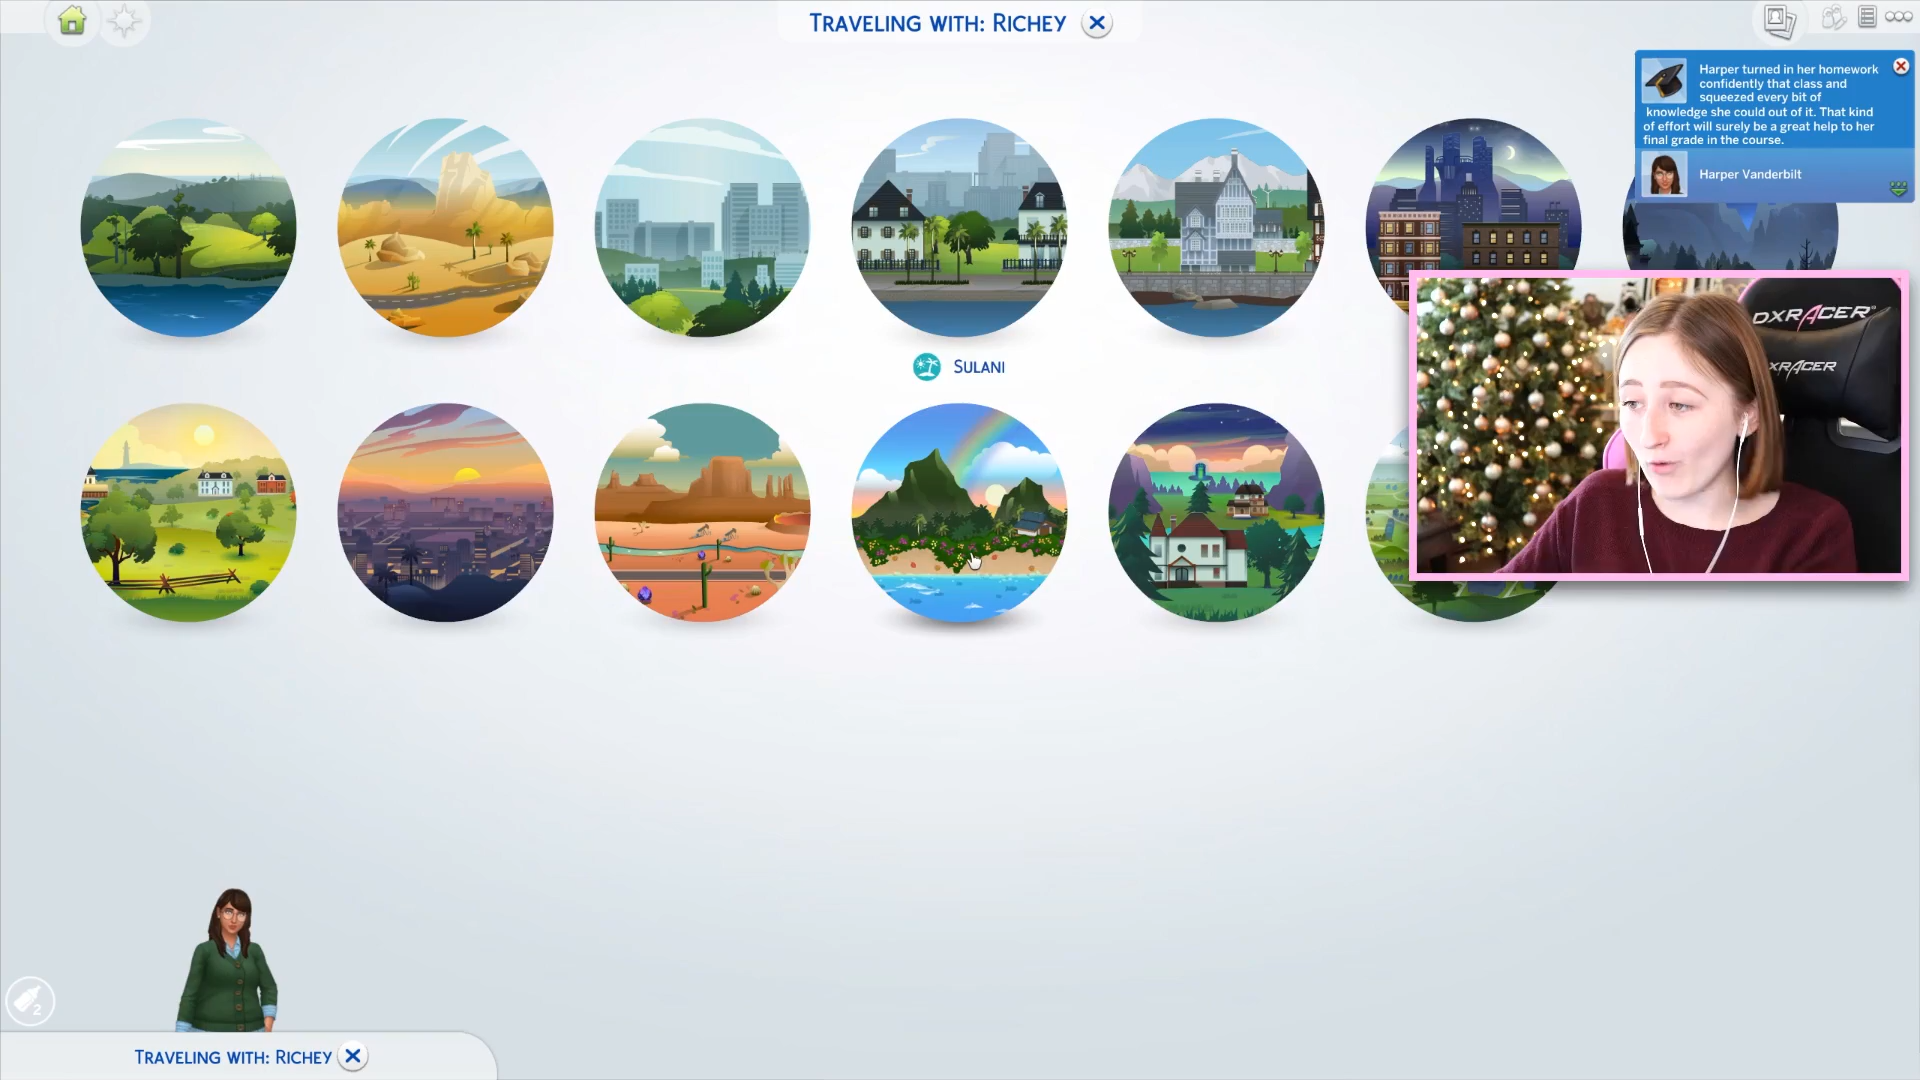 Traveling with: Richey
Harper turned in her homework
confidently that class and
squeezed every bit of
knowledge she could out of it. That kind
of effort will surely be a great help to her
final grade in the course.
Harper Vanderbilt
DXRACER
DXRACER
Sulani
2
Traveling with: Richey